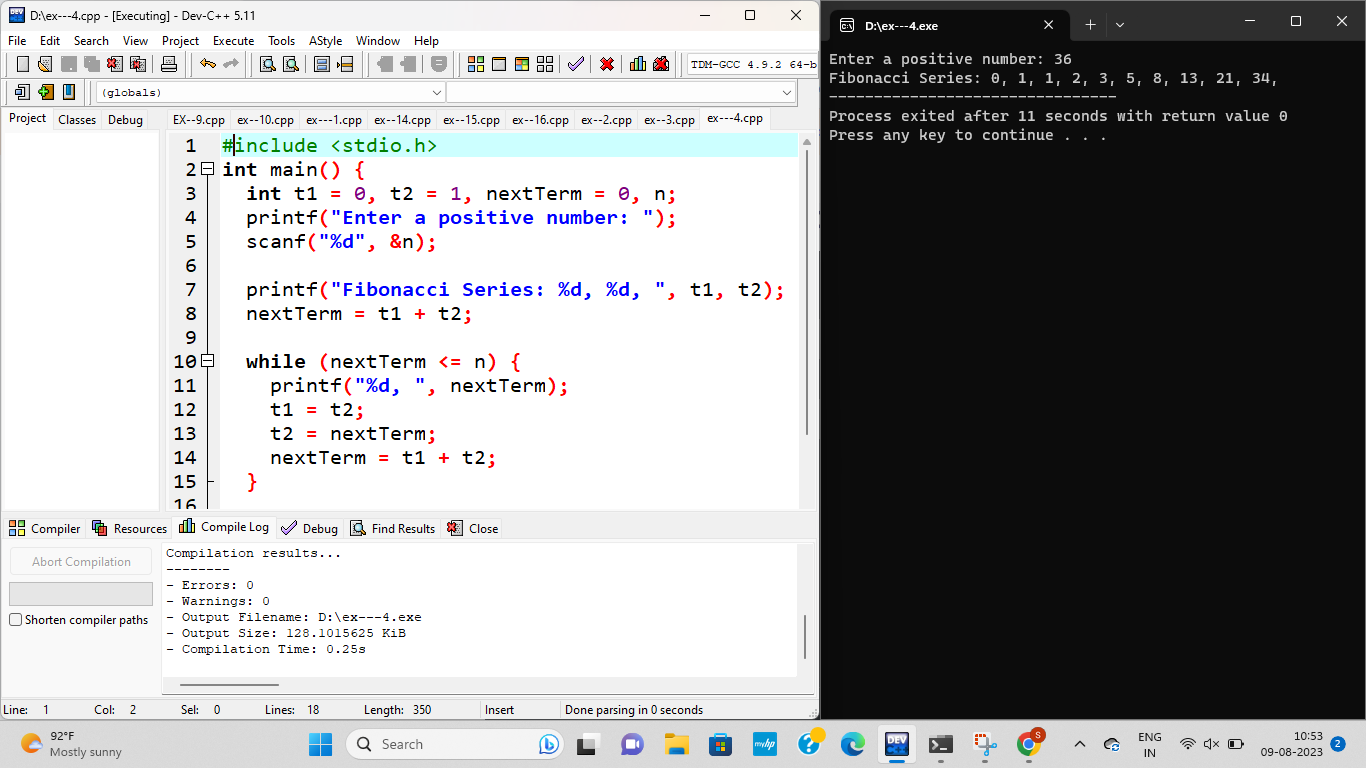 D:\ex---4.cpp - [Executing] - Dev-C++ 5.11
File Edit Search View Project Execute Tools AStyle Window Help
TDM-GCC 4.9.2 64-b
(globals)
Project Classes Debug
EX--9.cpp ex--10.cpp ex---1.cpp ex--14.cpp ex--15.cpp ex--16.cpp ex--2.cpp ex--3.cpp ex---4.cpp
1 #include <stdio.h>
2 int main() {
3 int t1 = 0, t2 = 1, nextTerm = 0, n;
4 printf("Enter a positive number: ");
5 scanf("%d", &n);
6
7 printf("Fibonacci Series: %d, %d, ", t1, t2);
8 nextTerm = t1 + t2;
9
10 while (nextTerm <= n) {
11 printf("%d, ", nextTerm);
12 t1 = t2;
13 t2 = nextTerm;
14 nextTerm = t1 + t2;
15 }
16
Compiler Resources Compile Log Debug Find Results Close
Abort Compilation
Shorten compiler paths
Compilation results...
--------
- Errors: 0
- Warnings: 0
- Output Filename: D:\ex---4.exe
- Output Size: 128.1015625 KiB
- Compilation Time: 0.25s
Line: 1 Col: 2 Sel: 0 Lines: 18 Length: 350 Insert Done parsing in 0 seconds
D:\ex---4.exe
Enter a positive number: 36
Fibonacci Series: 0, 1, 1, 2, 3, 5, 8, 13, 21, 34,
--------------------------------
Process exited after 11 seconds with return value 0
Press any key to continue . . .
92°F
Mostly sunny
Search
myhp
DEV
S
ENG
IN
10:53
09-08-2023
2